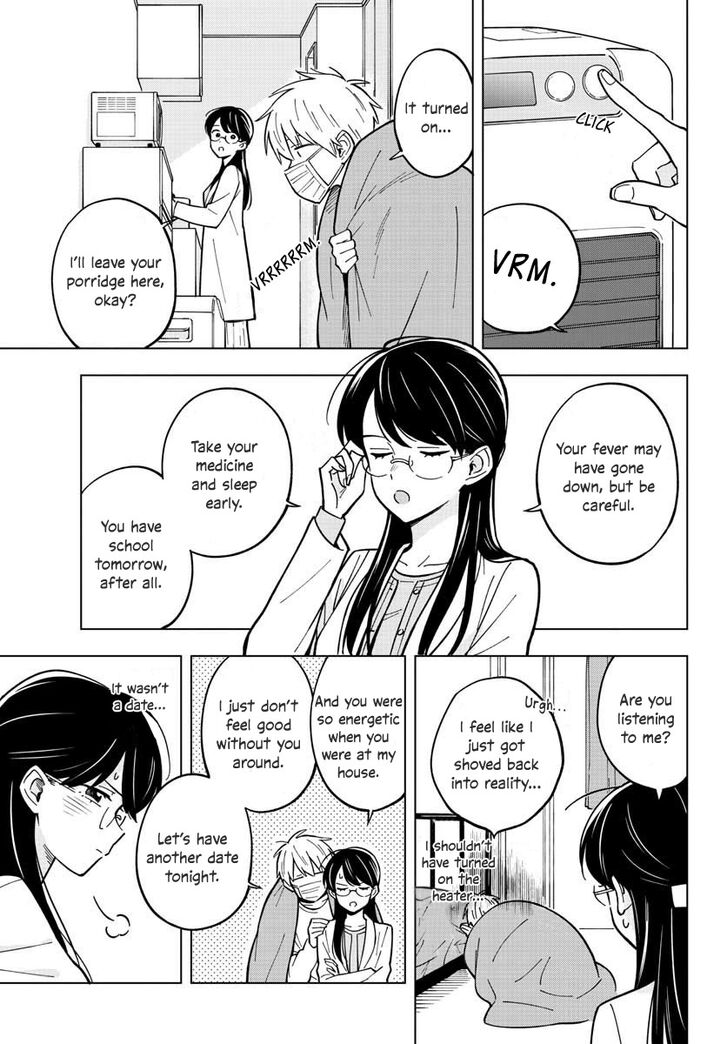 CLICK
VRM.
It turned
on...
VRRRRRRM.
I'll leave your
porridge here,
okay?
Your fever may
have gone
down, but be
careful.
Take your
medicine
and sleep
early.
You have
school
tomorrow,
after all.
Are you
listening
to me?
Urgh...
I feel like I
just got
shoved back
into reality...
I shouldn't
have turned
on the
heater...
And you were
so energetic
when you
were at my
house.
I just don't
feel good
without you
around.
Let's have
another date
tonight.
It wasn't
a date...